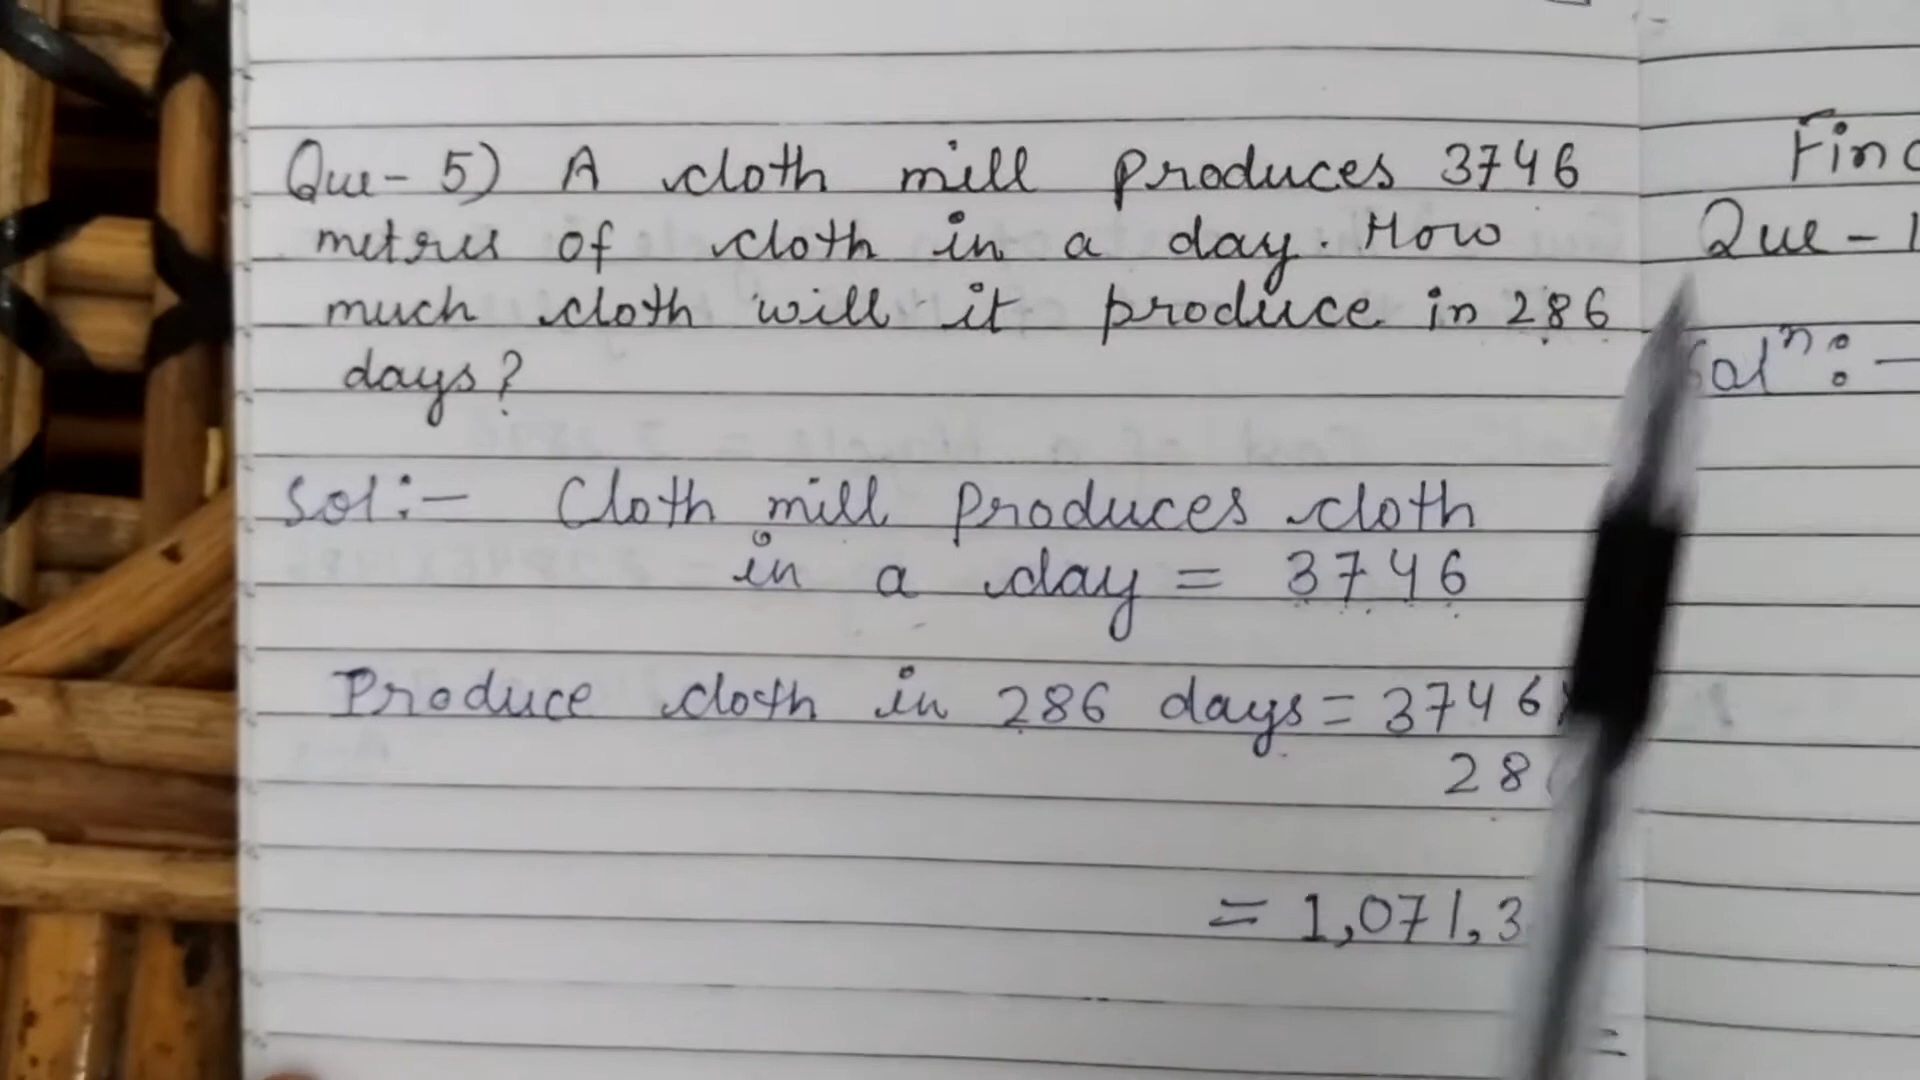 Que- 5) A cloth mill produces 3746
metres of cloth in a day. How
much cloth will it produce in 286
days?
Sol:- Cloth mill produces cloth
in a day = 3746
Produce cloth in 286 days = 3746
28
= 1,071,3
Que - 1
Solⁿ: -
=